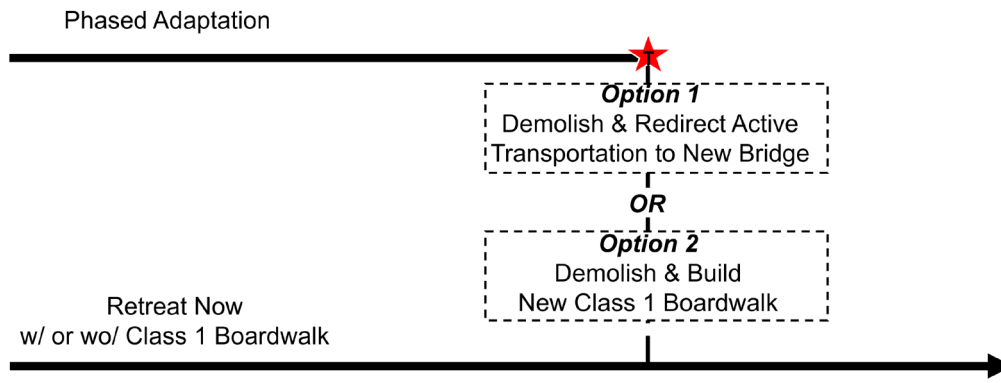 Phased Adaptation
Option 1
Demolish & Redirect Active
Transportation to New Bridge
OR
Option 2
Demolish & Build
New Class 1 Boardwalk
Retreat Now
w/ or wo/ Class 1 Boardwalk